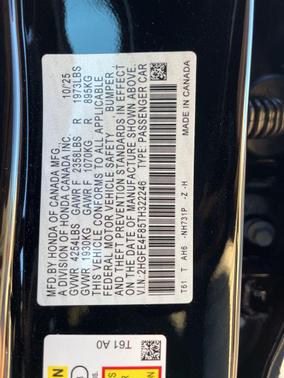 MFD. BY HONDA OF CANADA MFG. 10/25
A DIVISION OF HONDA CANADA INC.
GVWR 4254LBS GAWR F 2358LBS R 1973LBS
GVWR 1930KG GAWR F 1070KG R 895KG
THIS VEHICLE CONFORMS TO ALL APPLICABLE
FEDERAL MOTOR VEHICLE SAFETY BUMPER
AND THEFT PREVENTION STANDARDS IN EFFECT
ON THE DATE OF MANUFACTURE SHOWN ABOVE.
V.I.N.:2HGFE4F85TH322246 TYPE: PASSENGER CAR
T61 T AH6 -NH731P -Z -H
MADE IN CANADA
T61 A0